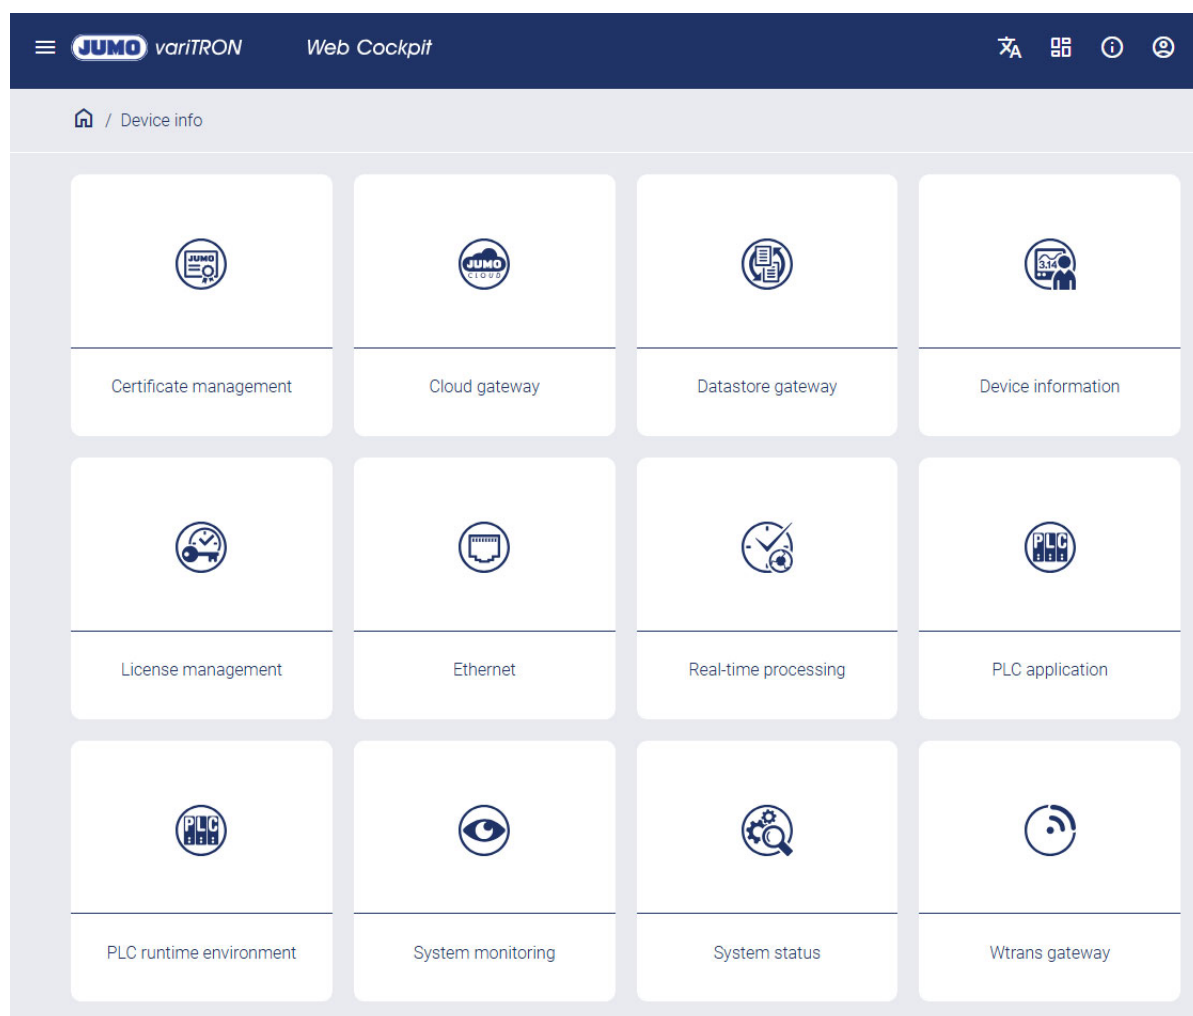 JUMO variTRON Web Cockpit
/ Device info
JUMO
JUMO
CLOUD
3.14
Certificate management
Cloud gateway
Datastore gateway
Device information
PLC
License management
Ethernet
Real-time processing
PLC application
PLC
PLC runtime environment
System monitoring
System status
Wtrans gateway